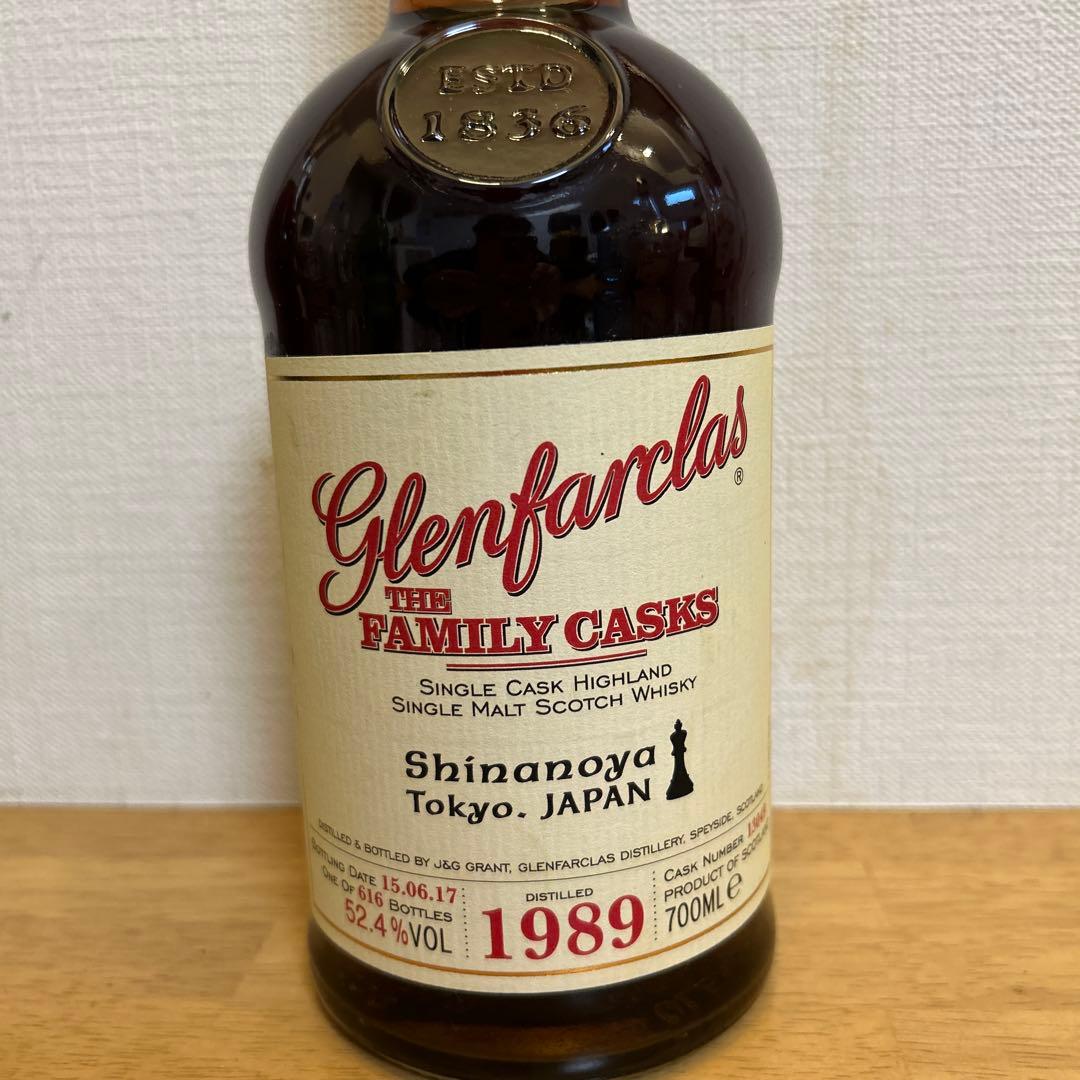 ESTD
1836
Glenfarclas®
THE
FAMILY CASKS
SINGLE CASK HIGHLAND
SINGLE MALT SCOTCH WHISKY
Shinanoya
Tokyo. JAPAN
DISTILLED & BOTTLED BY J&G GRANT, GLENFARCLAS DISTILLERY, SPEYSIDE, SCOTLAND
BOTTLING DATE 15.06.17
ONE OF 616 BOTTLES
52.4%VOL
DISTILLED
1989
CASK NUMBER
PRODUCT OF SCOTLAND
700ML ℮